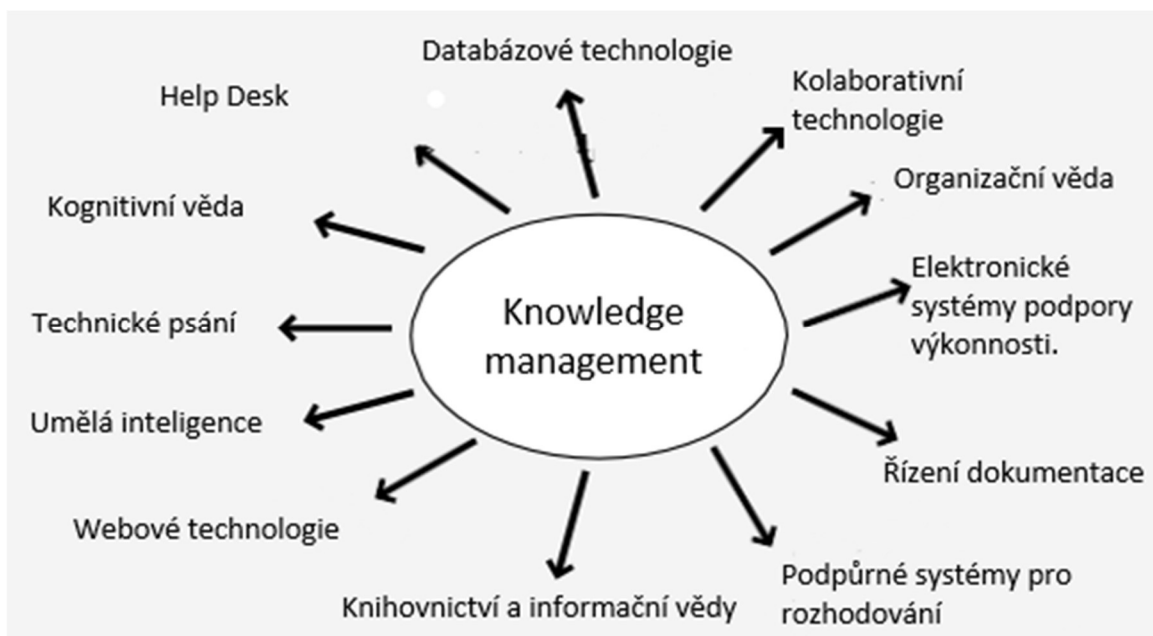 Databázové technologie
Help Desk
Kolaborativní
technologie
Organizační věda
Kognitivní věda
Elektronické
systémy podpory
výkonnosti.
Knowledge
management
Technické psání
Umělá inteligence
Řízení dokumentace
Webové technologie
Podpůrné systémy pro
rozhodování
Knihovnictví a informační vědy